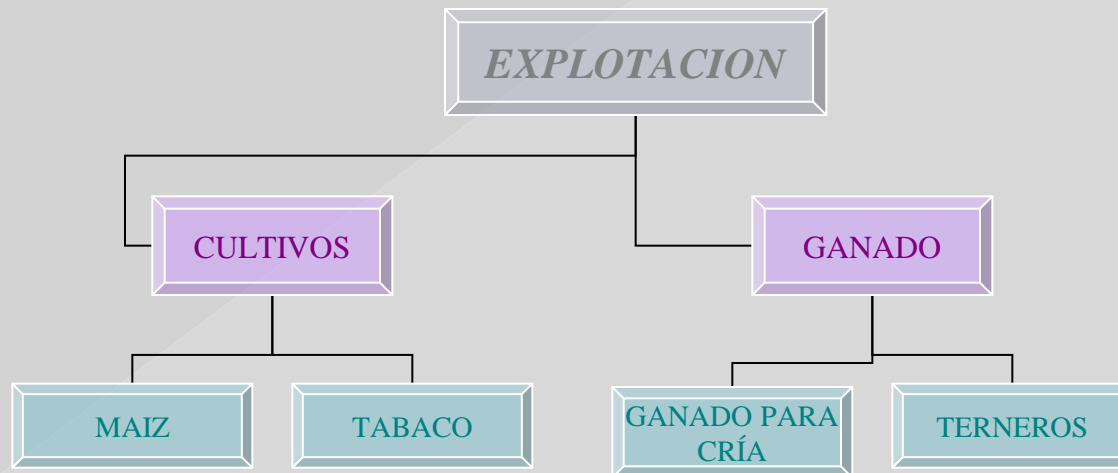 EXPLOTACION
CULTIVOS
GANADO
MAIZ
TABACO
GANADO PARA
CRÍA
TERNEROS